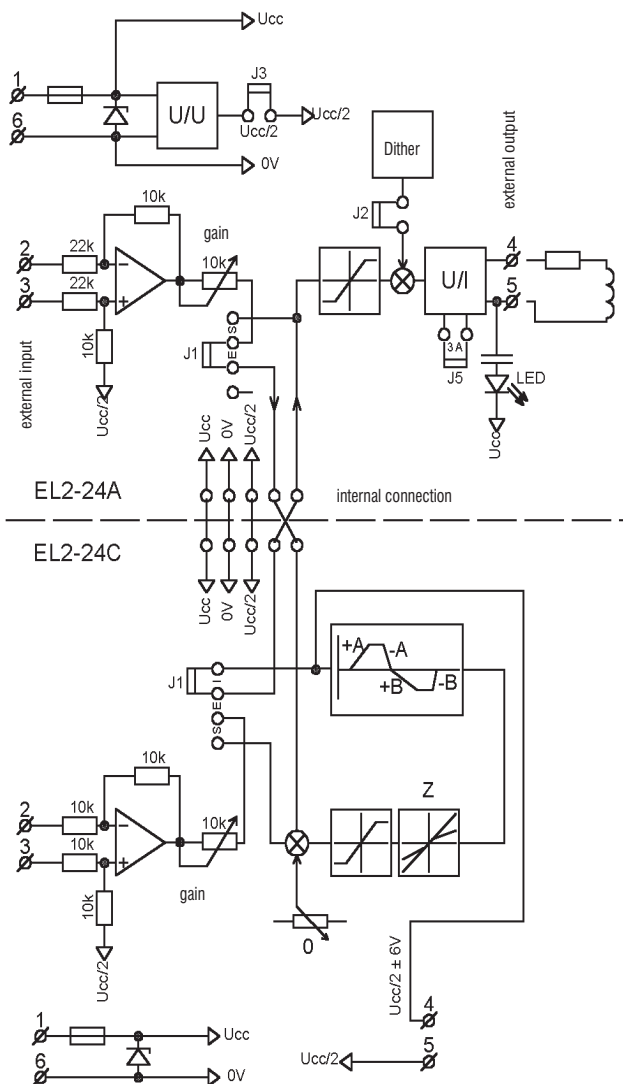 Ucc
1
J3
U/U
Ucc/2
Ucc/2
6
0V
Dither
external output
J2
10k
gain
2
22k
10k
4
3
22k
U/I
5
S
10k
J1
E
3A
J5
LED
external input
Ucc/2
Ucc
Ucc
0V
Ucc/2
EL2-24A
internal connection
EL2-24C
Ucc
0V
Ucc/2
+A
-A
+B
-B
J1
I
E
S
10k
Z
2
10k
10k
3
10k
10k
gain
0
Ucc/2
Ucc/2 ± 6V
4
1
Ucc
5
Ucc/2
6
0V